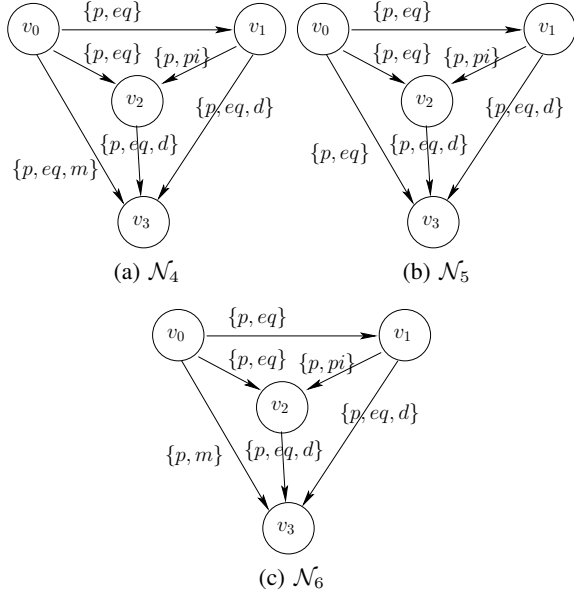 v₀ {p, eq} v₁
{p, eq} {p, pi}
v₂
{p, eq, d}
{p, eq, d}
{p, eq, m}
v₃
(a) 𝒩₄
v₀ {p, eq} v₁
{p, eq} {p, pi}
v₂
{p, eq, d}
{p, eq, d}
{p, eq}
v₃
(b) 𝒩₅
v₀ {p, eq} v₁
{p, eq} {p, pi}
v₂
{p, eq, d}
{p, m} {p, eq, d}
v₃
(c) 𝒩₆